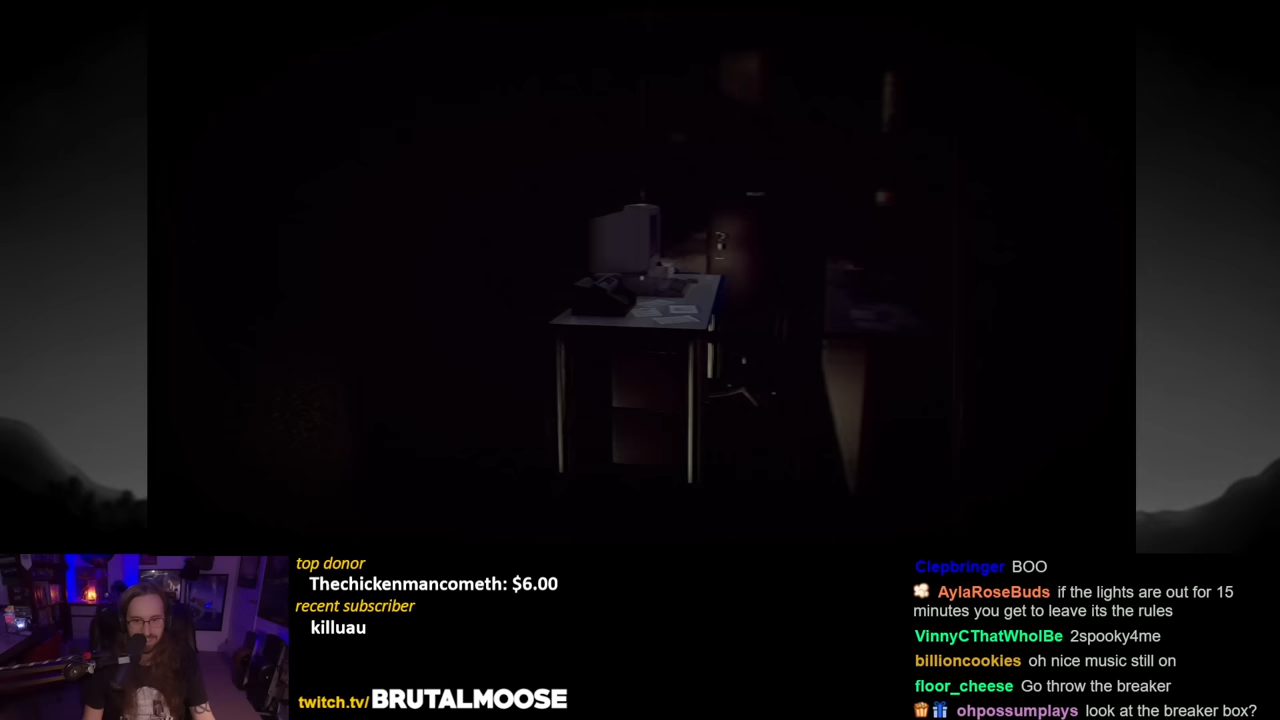 top donor
Thechickenmancometh: $6.00
recent subscriber
killuau
twitch.tv/BRUTALMOOSE
Clepbringer BOO
AylaRoseBuds if the lights are out for 15
minutes you get to leave its the rules
VinnyCThatWholBe 2spooky4me
billioncookies oh nice music still on
floor_cheese Go throw the breaker
ohpossumplays look at the breaker box?